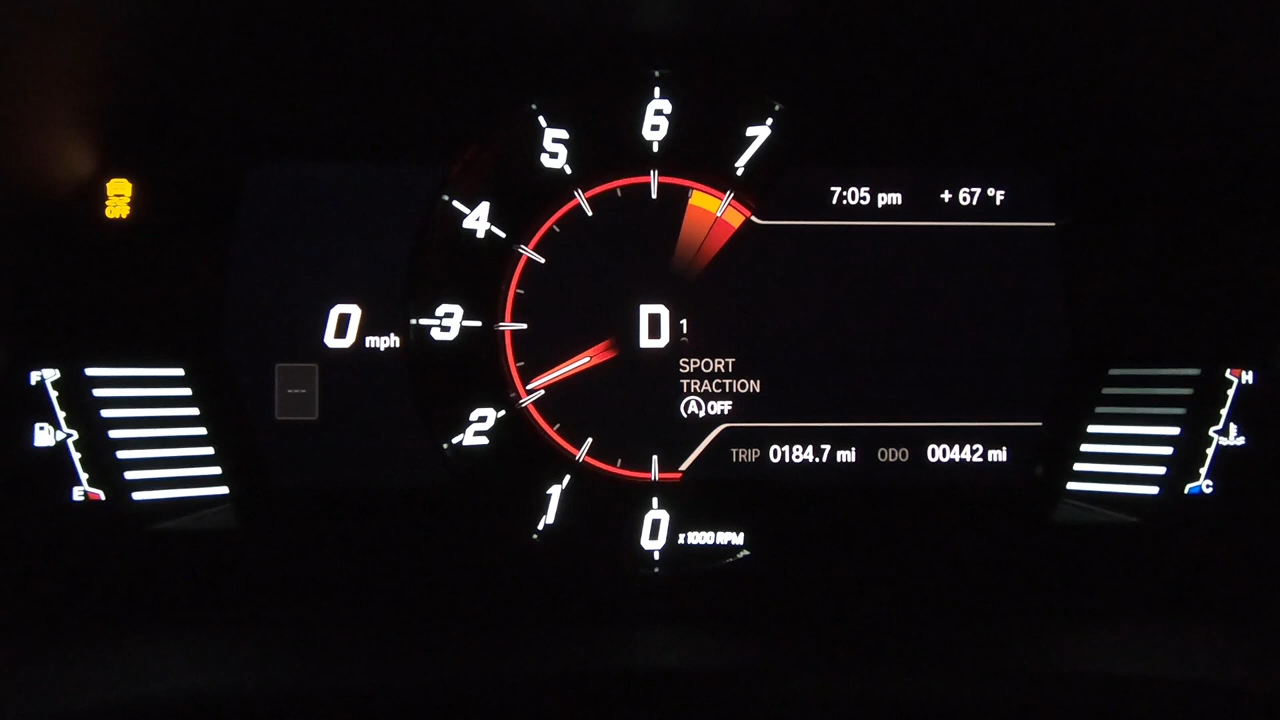 6
5
7
7:05 pm +67 °F
OFF
4
0 mph
3
D 1
SPORT
TRACTION
A OFF
F
H
2
TRIP 0184.7 mi ODO 00442 mi
E
C
1
0 x1000 RPM